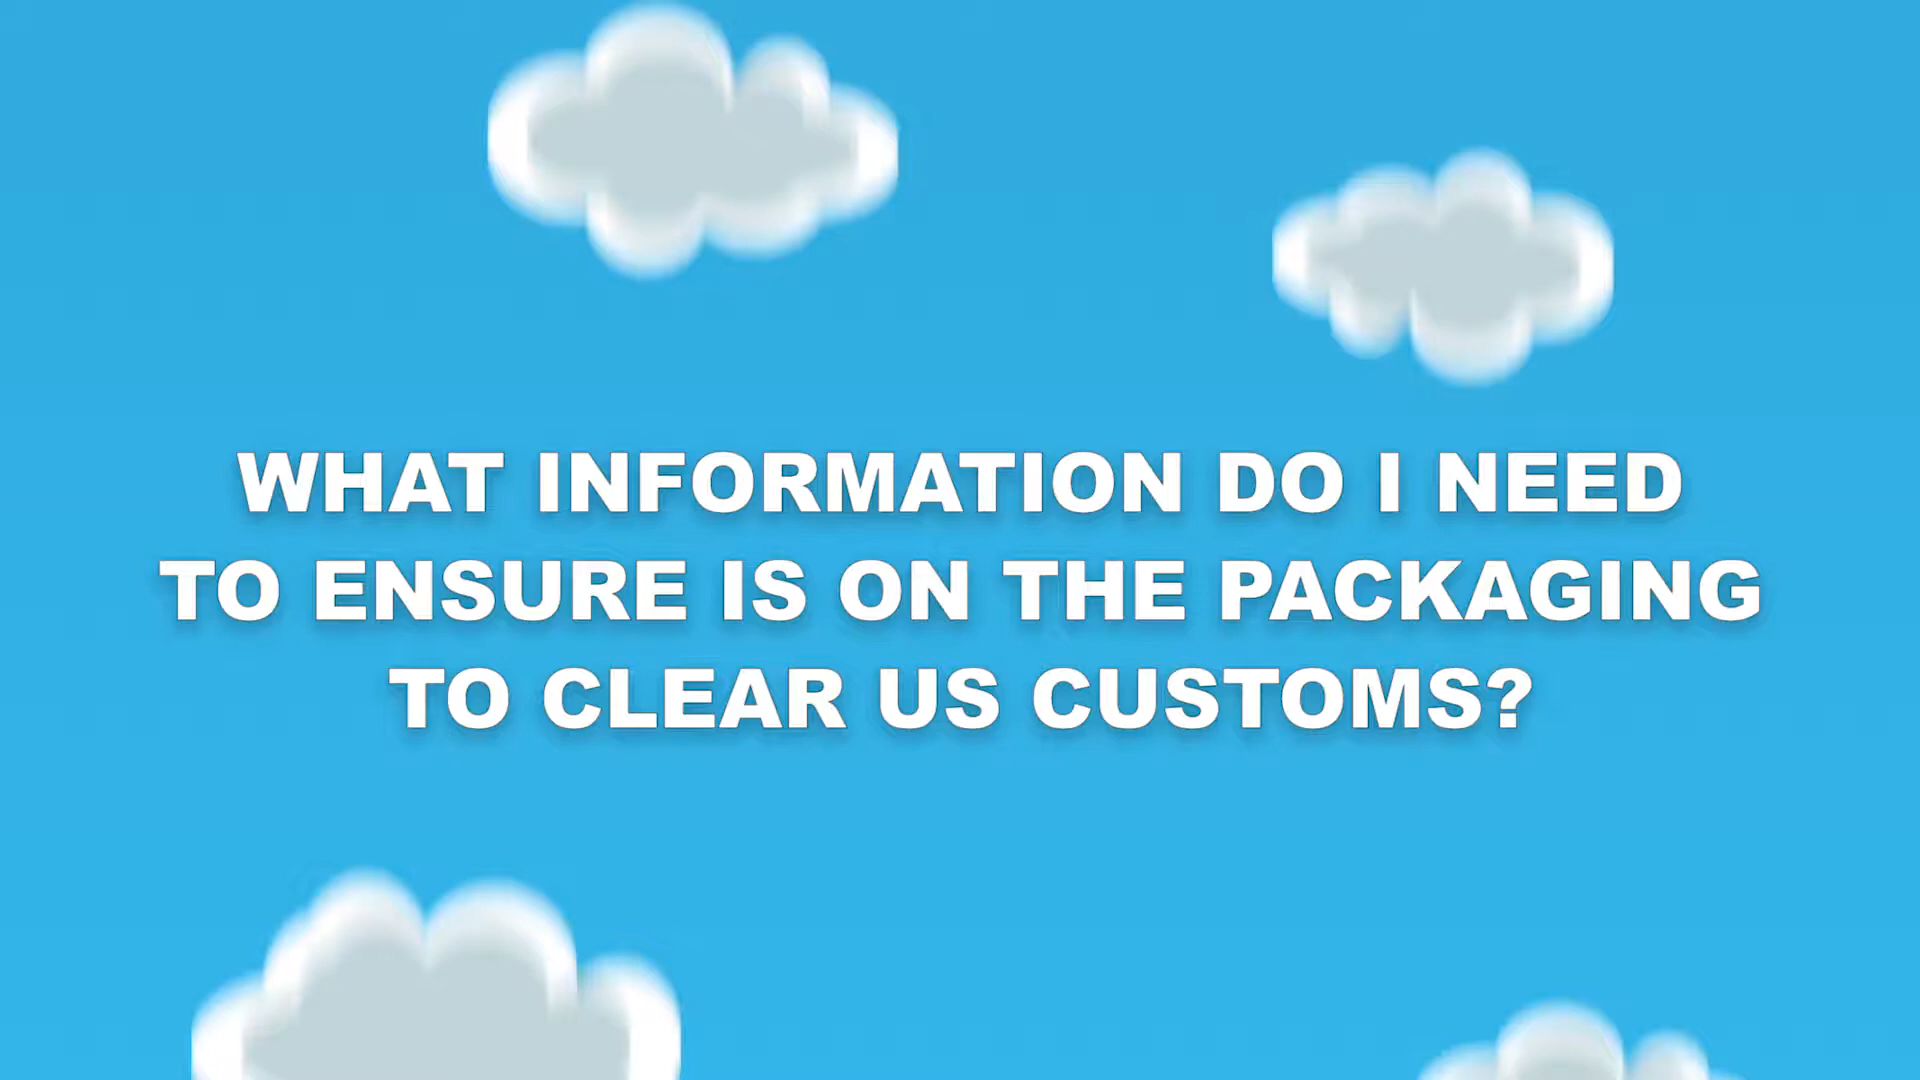 WHAT INFORMATION DO I NEED
TO ENSURE IS ON THE PACKAGING
TO CLEAR US CUSTOMS?